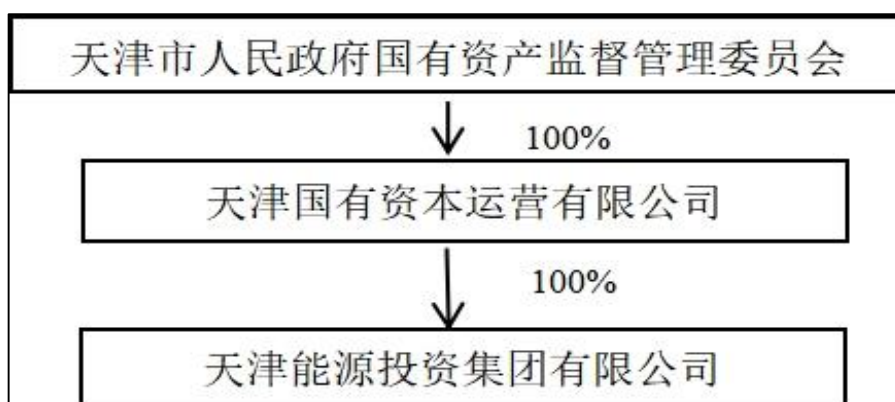 天津市人民政府国有资产监督管理委员会
100%
天津国有资本运营有限公司
100%
天津能源投资集团有限公司